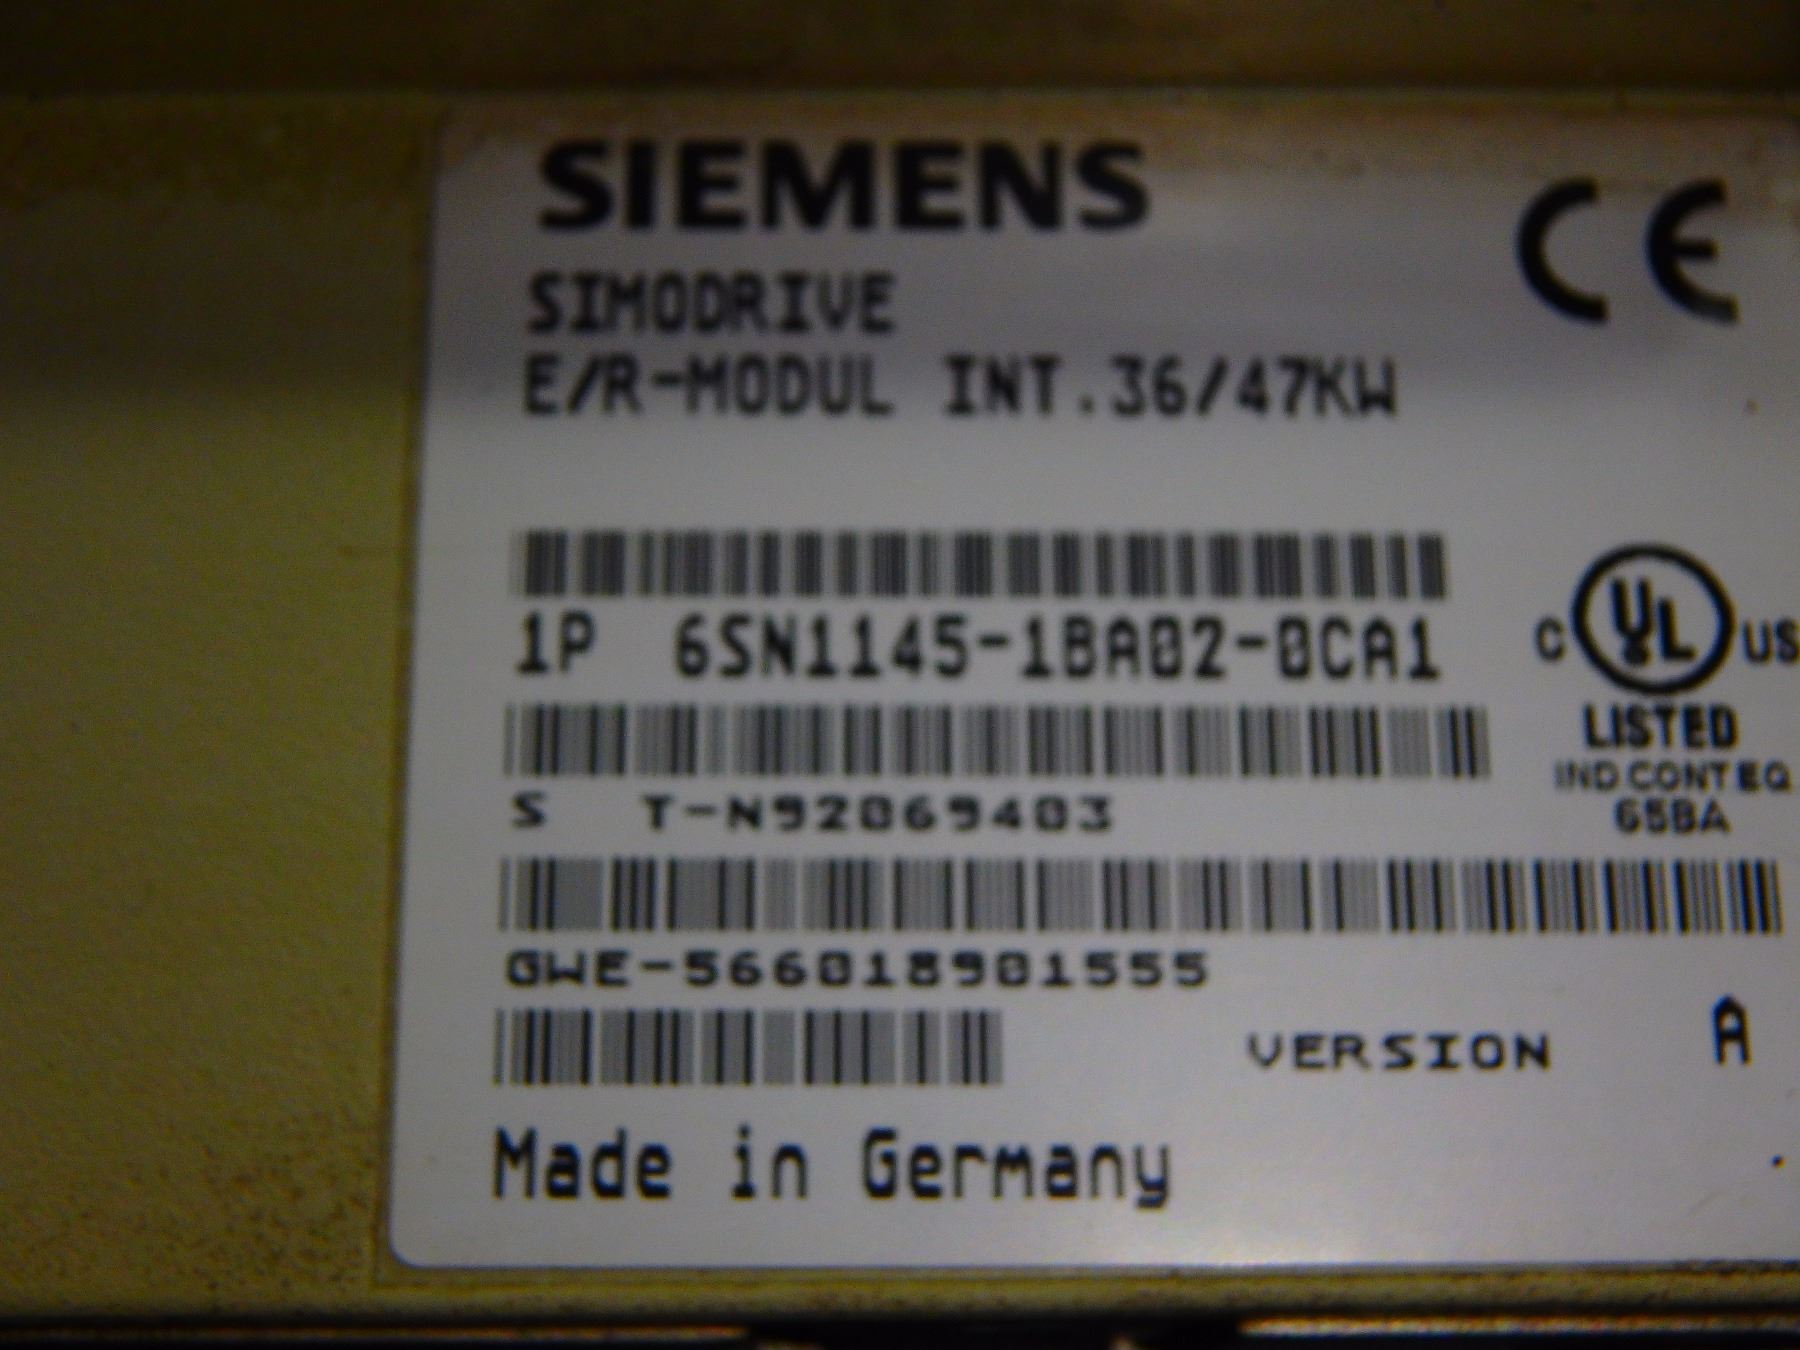 SIEMENS
CE
SIMODRIVE
E/R-MODUL INT.36/47KW
1P 6SN1145-1BA02-0CA1
C UL US
LISTED
IND.CONT.EQ
65BA
S T-N92069403
GWE-566018901555
VERSION A
Made in Germany